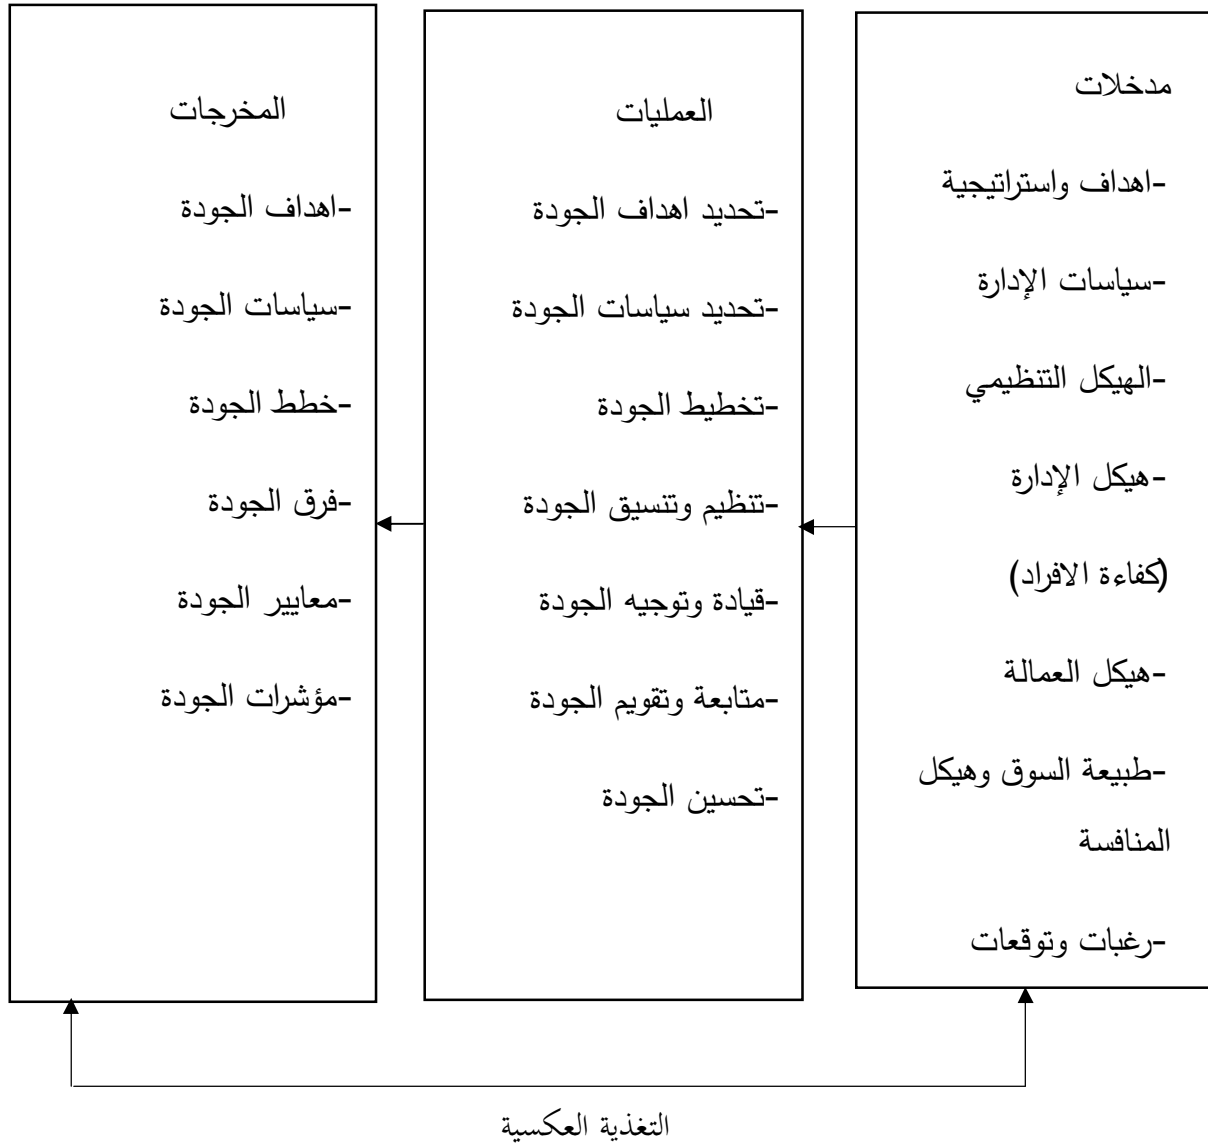 مدخلات
-اهداف واستراتيجية
-سياسات الإدارة
-الهيكل التنظيمي
-هيكل الإدارة
(كفاءة الافراد)
-هيكل العمالة
-طبيعة السوق وهيكل
المنافسة
-رغبات وتوقعات
العمليات
-تحديد اهداف الجودة
-تحديد سياسات الجودة
-تخطيط الجودة
-تنظيم وتنسيق الجودة
-قيادة وتوجيه الجودة
-متابعة وتقويم الجودة
-تحسين الجودة
المخرجات
-اهداف الجودة
-سياسات الجودة
-خطط الجودة
-فرق الجودة
-معايير الجودة
-مؤشرات الجودة
التغذية العكسية